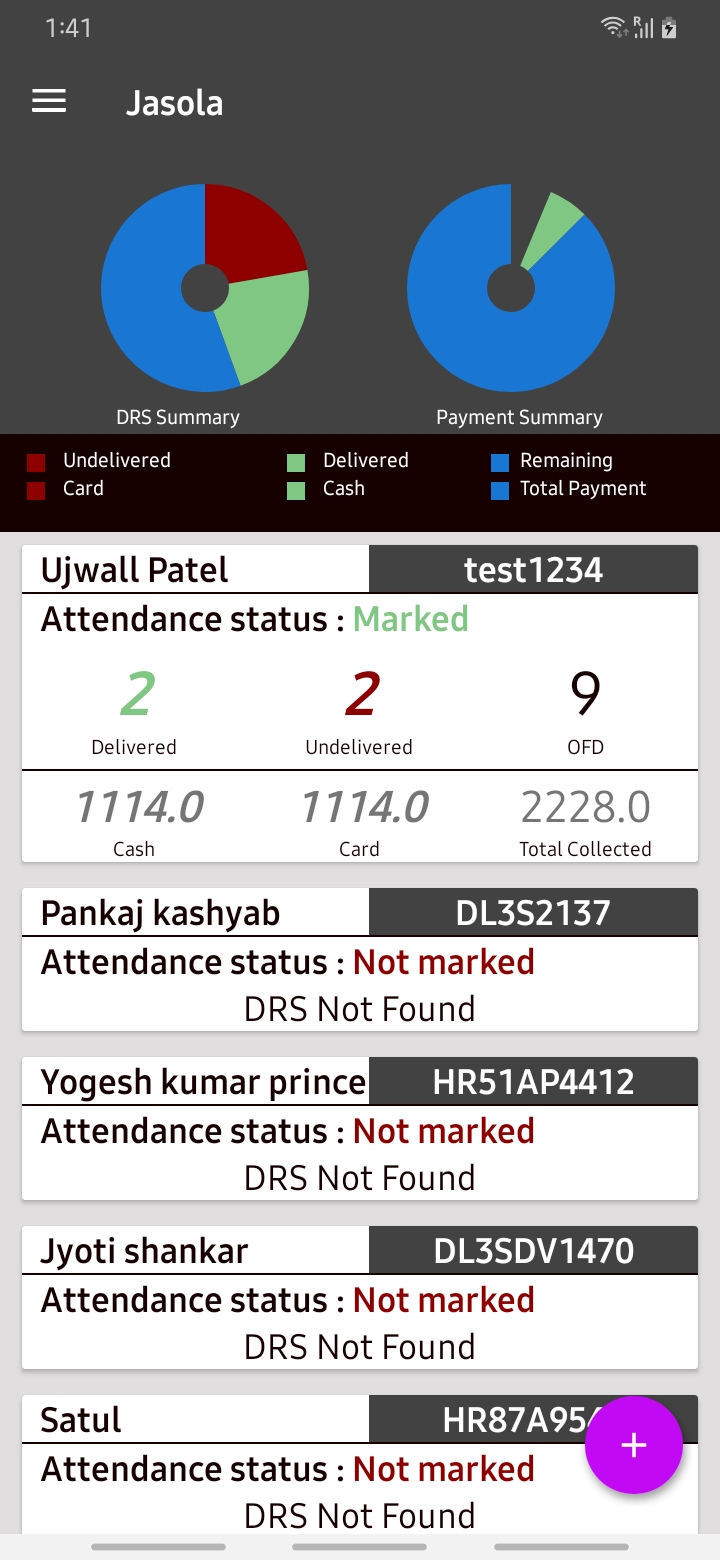 1:41
R
Jasola
DRS Summary
Payment Summary
Undelivered Delivered Remaining
Card Cash Total Payment
Ujwall Patel test1234
Attendance status : Marked
2 2 9
Delivered Undelivered OFD
1114.0 1114.0 2228.0
Cash Card Total Collected
Pankaj kashyab DL3S2137
Attendance status : Not marked
DRS Not Found
Yogesh kumar prince HR51AP4412
Attendance status : Not marked
DRS Not Found
Jyoti shankar DL3SDV1470
Attendance status : Not marked
DRS Not Found
Satul
Attendance status : Not marked
DRS Not Found